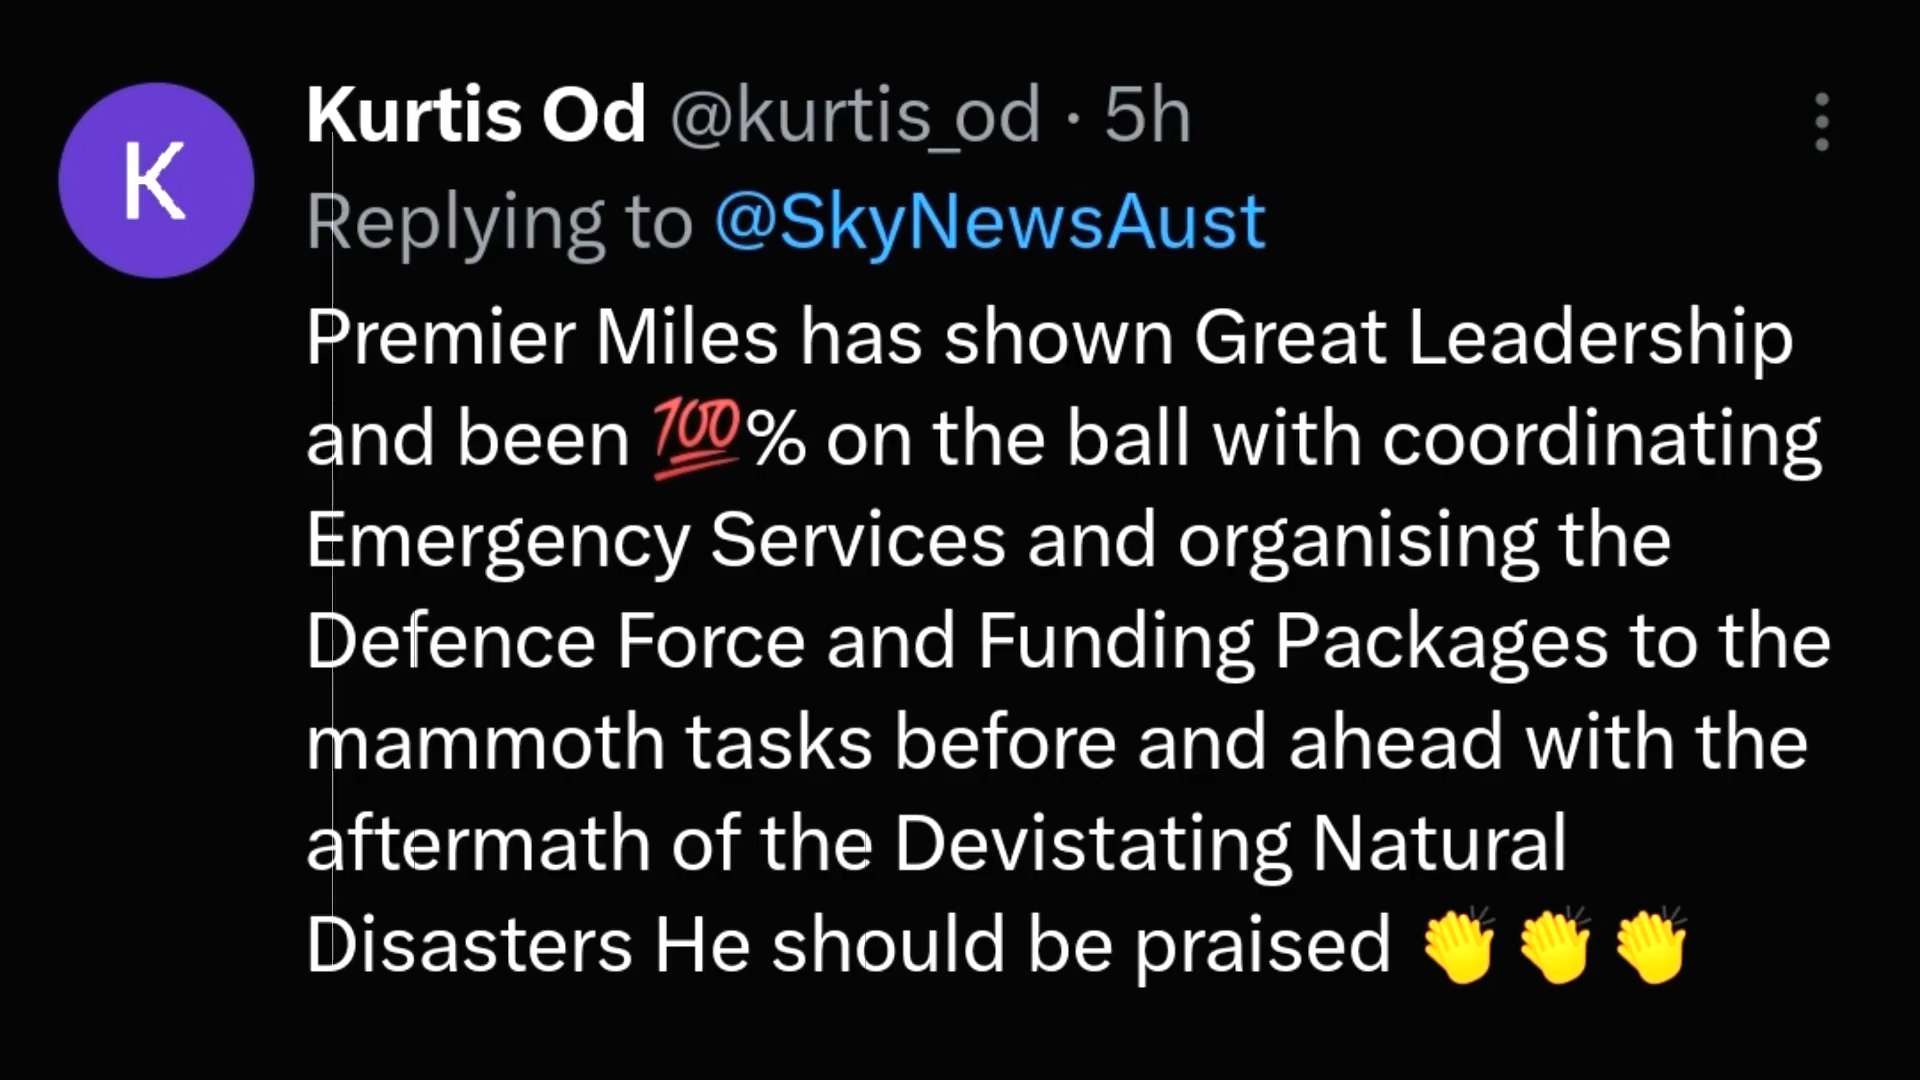 K
Kurtis Od @kurtis_od · 5h
Replying to @SkyNewsAust
Premier Miles has shown Great Leadership
and been 💯% on the ball with coordinating
Emergency Services and organising the
Defence Force and Funding Packages to the
mammoth tasks before and ahead with the
aftermath of the Devistating Natural
Disasters He should be praised 👏 👏 👏